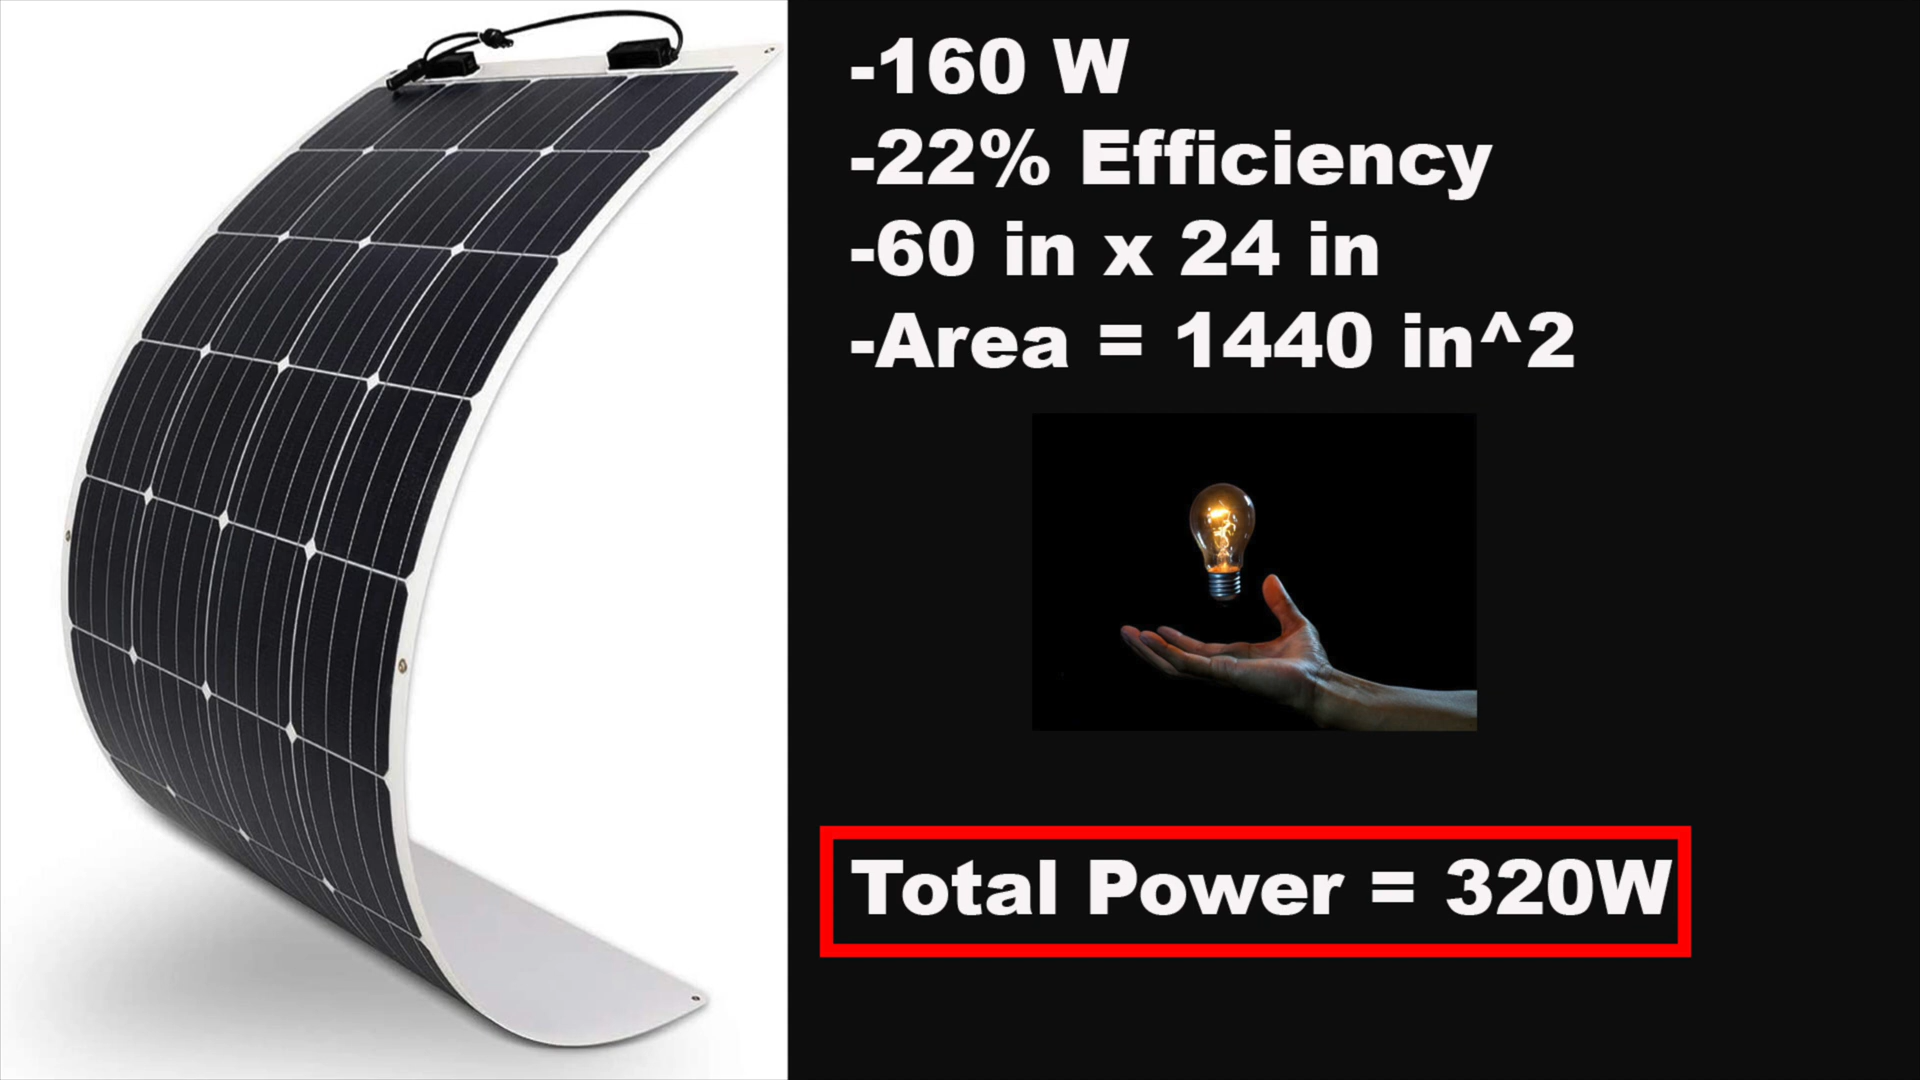 -160 W
-22% Efficiency
-60 in x 24 in
-Area = 1440 in^2
Total Power = 320W